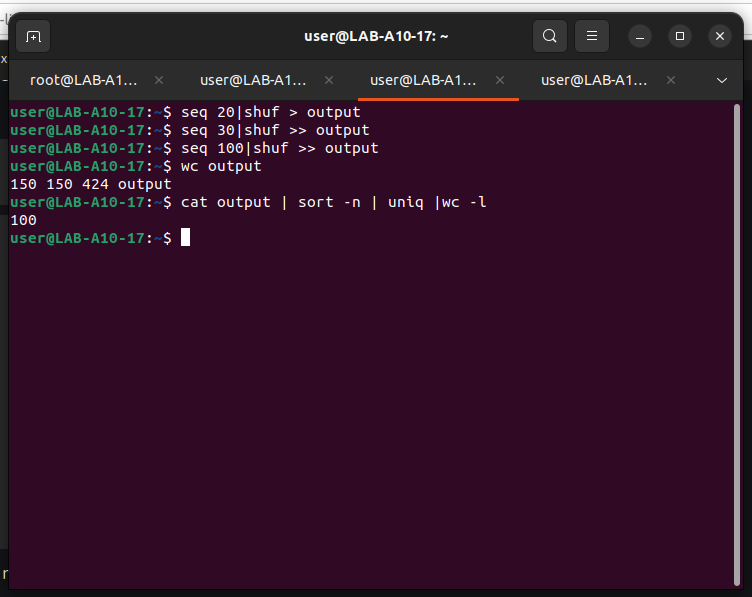 user@LAB-A10-17: ~
root@LAB-A1... user@LAB-A1... user@LAB-A1... user@LAB-A1...
user@LAB-A10-17:~$ seq 20|shuf > output
user@LAB-A10-17:~$ seq 30|shuf >> output
user@LAB-A10-17:~$ seq 100|shuf >> output
user@LAB-A10-17:~$ wc output
150 150 424 output
user@LAB-A10-17:~$ cat output | sort -n | uniq |wc -l
100
user@LAB-A10-17:~$